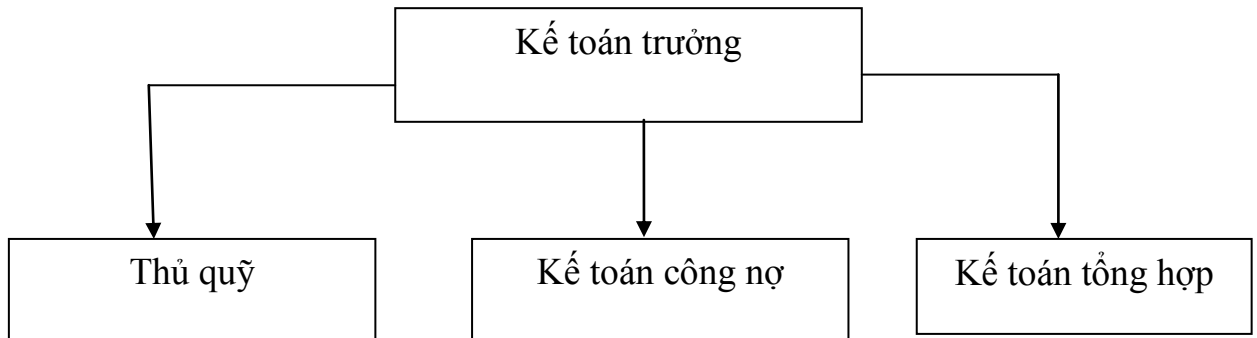 Kế toán trưởng
Thủ quỹ
Kế toán công nợ
Kế toán tổng hợp